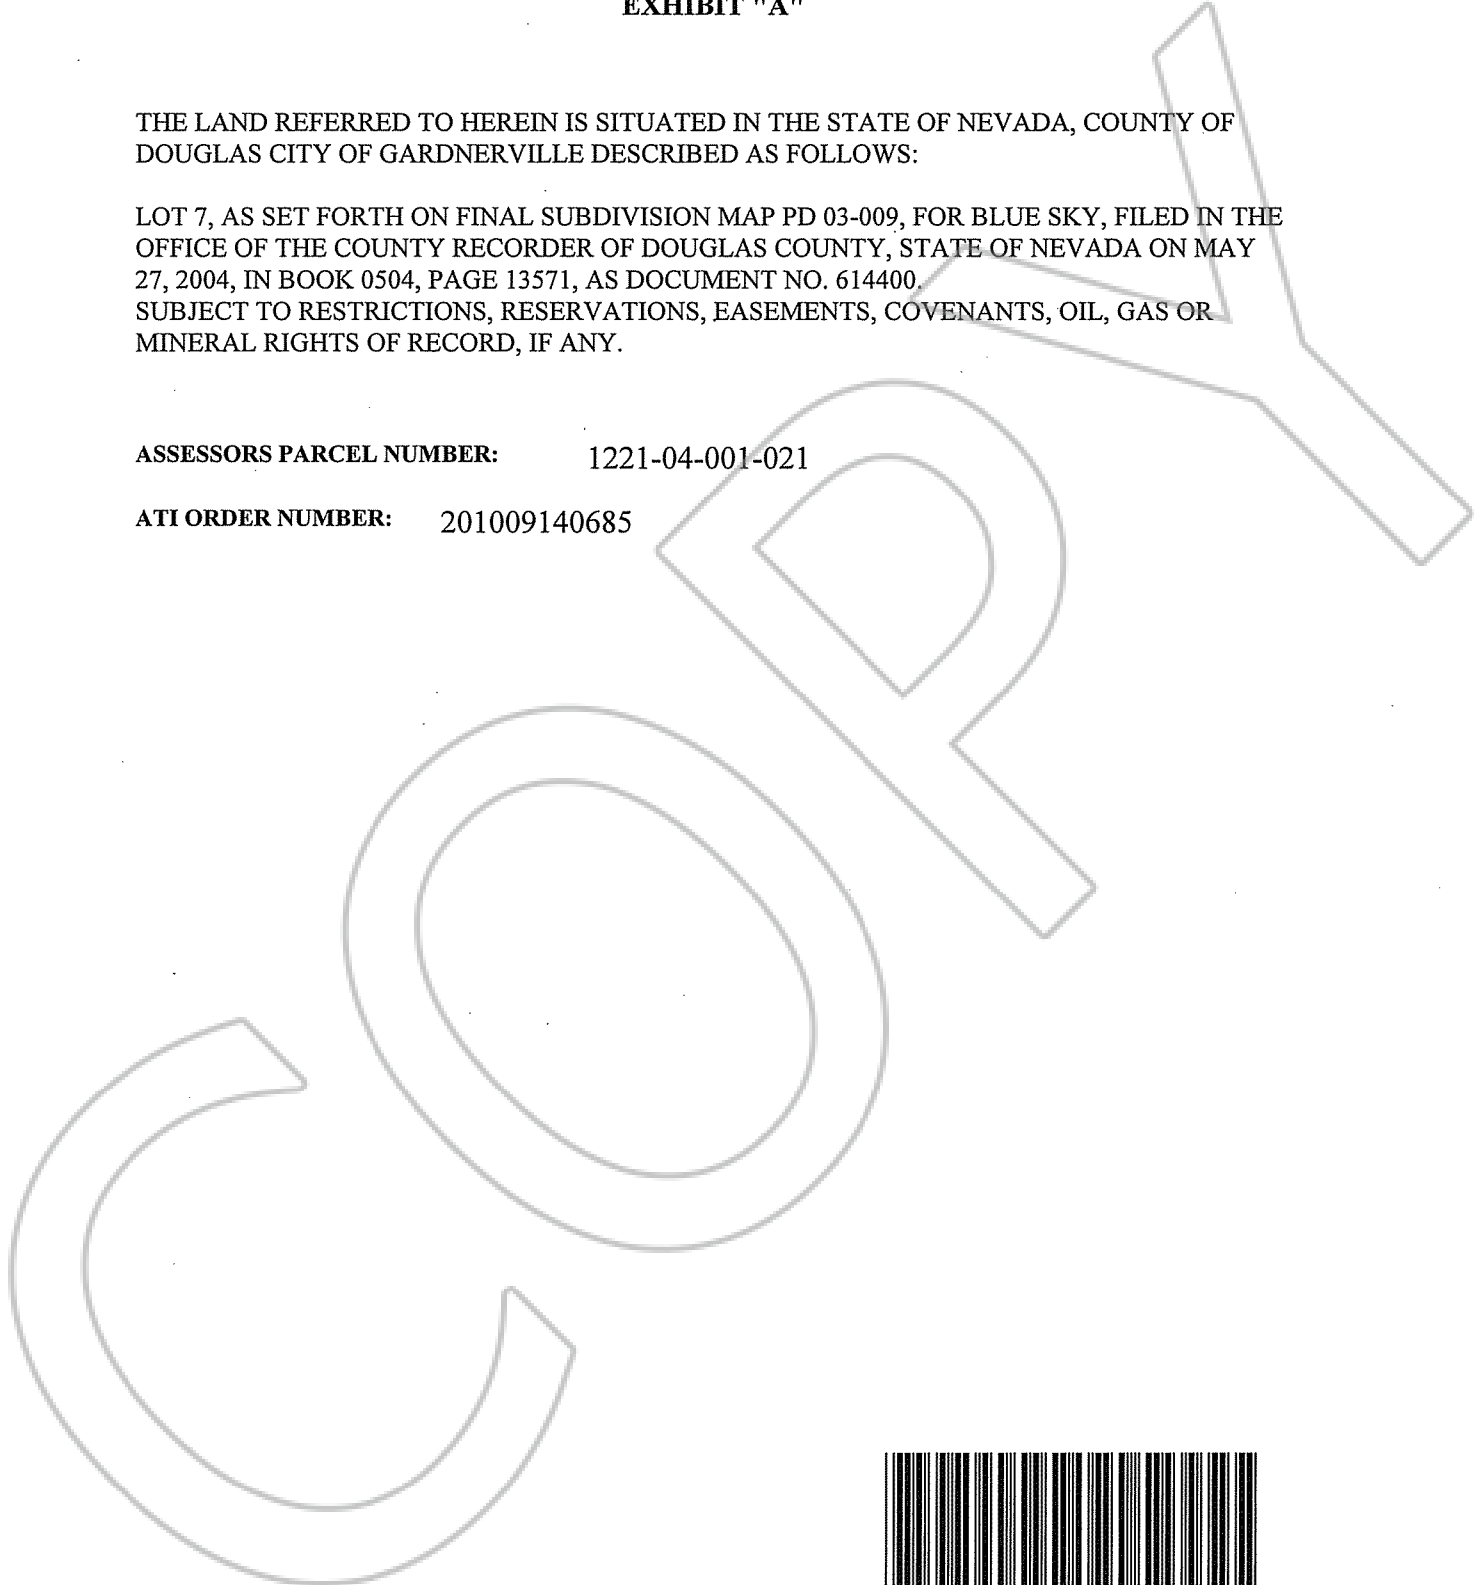 EXHIBIT "A"
THE LAND REFERRED TO HEREIN IS SITUATED IN THE STATE OF NEVADA, COUNTY OF
DOUGLAS CITY OF GARDNERVILLE DESCRIBED AS FOLLOWS:
LOT 7, AS SET FORTH ON FINAL SUBDIVISION MAP PD 03-009, FOR BLUE SKY, FILED IN THE
OFFICE OF THE COUNTY RECORDER OF DOUGLAS COUNTY, STATE OF NEVADA ON MAY
27, 2004, IN BOOK 0504, PAGE 13571, AS DOCUMENT NO. 614400.
SUBJECT TO RESTRICTIONS, RESERVATIONS, EASEMENTS, COVENANTS, OIL, GAS OR
MINERAL RIGHTS OF RECORD, IF ANY.
ASSESSORS PARCEL NUMBER: 1221-04-001-021
ATI ORDER NUMBER: 201009140685
COPY